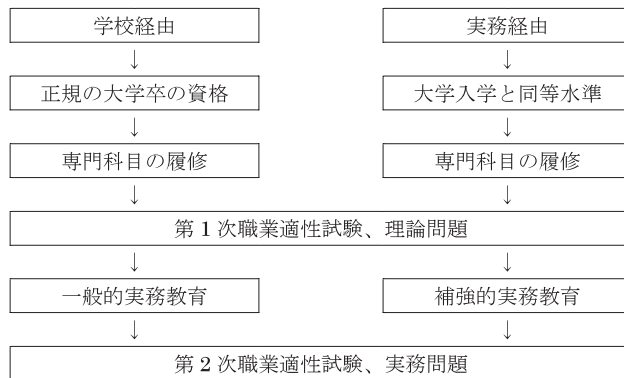 学校経由
実務経由
↓
↓
正規の大学卒の資格
大学入学と同等水準
↓
↓
専門科目の履修
専門科目の履修
↓
↓
第1次職業適性試験、理論問題
↓
↓
一般的実務教育
補強的実務教育
↓
↓
第2次職業適性試験、実務問題